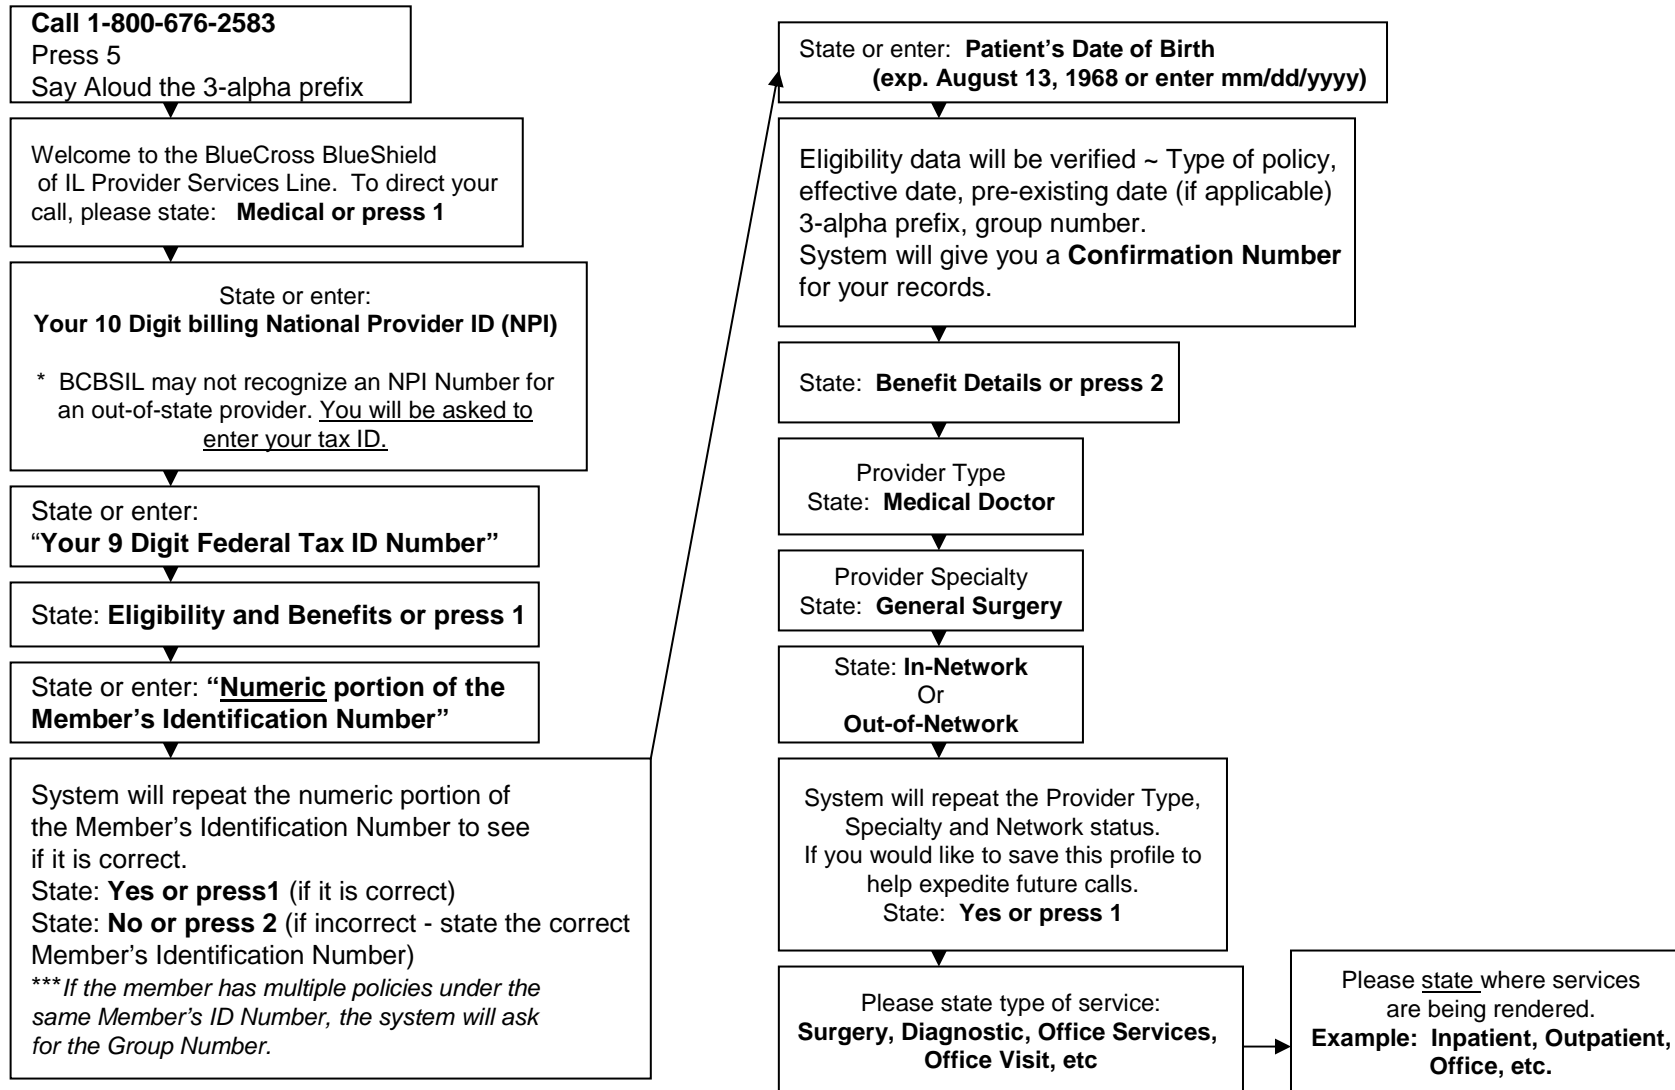 Call 1-800-676-2583
Press 5
Say Aloud the 3-alpha prefix
Welcome to the BlueCross BlueShield
of IL Provider Services Line. To direct your
call, please state: Medical or press 1
State or enter:
Your 10 Digit billing National Provider ID (NPI)
* BCBSIL may not recognize an NPI Number for
an out-of-state provider. You will be asked to
enter your tax ID.
State or enter:
“Your 9 Digit Federal Tax ID Number”
State: Eligibility and Benefits or press 1
State or enter: “Numeric portion of the
Member’s Identification Number”
System will repeat the numeric portion of
the Member’s Identification Number to see
if it is correct.
State: Yes or press1 (if it is correct)
State: No or press 2 (if incorrect - state the correct
Member’s Identification Number)
***If the member has multiple policies under the
same Member’s ID Number, the system will ask
for the Group Number.
State or enter: Patient’s Date of Birth
(exp. August 13, 1968 or enter mm/dd/yyyy)
Eligibility data will be verified ~ Type of policy,
effective date, pre-existing date (if applicable)
3-alpha prefix, group number.
System will give you a Confirmation Number
for your records.
State: Benefit Details or press 2
Provider Type
State: Medical Doctor
Provider Specialty
State: General Surgery
State: In-Network
Or
Out-of-Network
System will repeat the Provider Type,
Specialty and Network status.
If you would like to save this profile to
help expedite future calls.
State: Yes or press 1
Please state type of service:
Surgery, Diagnostic, Office Services,
Office Visit, etc
Please state where services
are being rendered.
Example: Inpatient, Outpatient,
Office, etc.